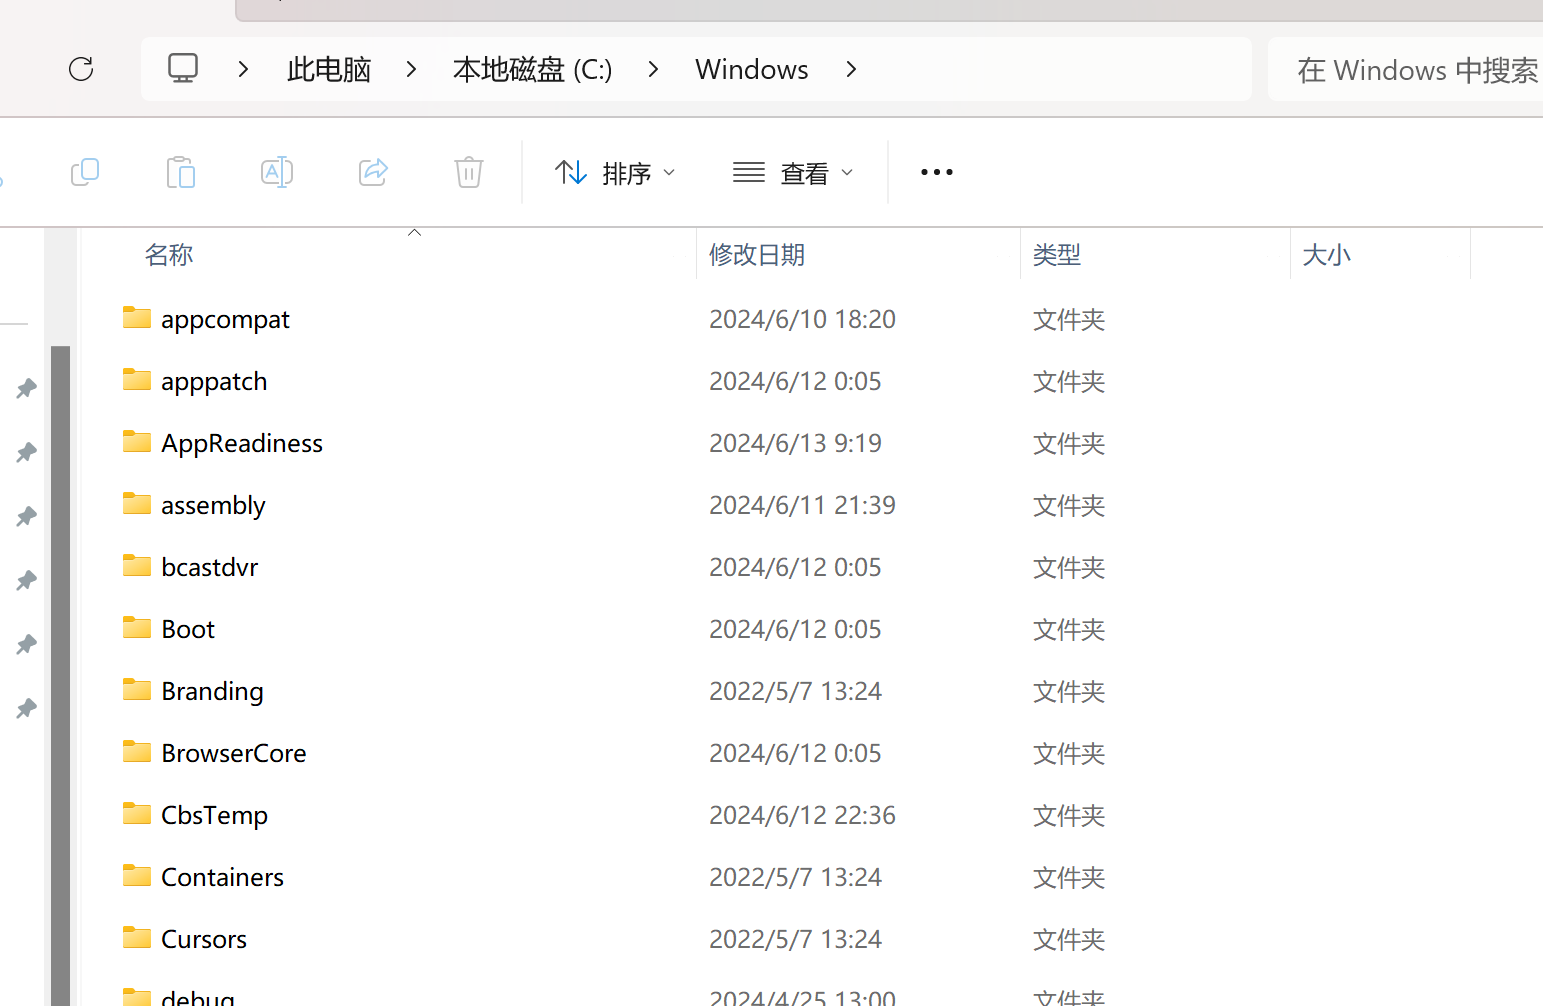 此电脑 本地磁盘 (C:) Windows 在 Windows 中搜索
排序 查看
名称 修改日期 类型 大小
appcompat 2024/6/10 18:20 文件夹
apppatch 2024/6/12 0:05 文件夹
AppReadiness 2024/6/13 9:19 文件夹
assembly 2024/6/11 21:39 文件夹
bcastdvr 2024/6/12 0:05 文件夹
Boot 2024/6/12 0:05 文件夹
Branding 2022/5/7 13:24 文件夹
BrowserCore 2024/6/12 0:05 文件夹
CbsTemp 2024/6/12 22:36 文件夹
Containers 2022/5/7 13:24 文件夹
Cursors 2022/5/7 13:24 文件夹
debug 2024/4/25 13:00 文件夹